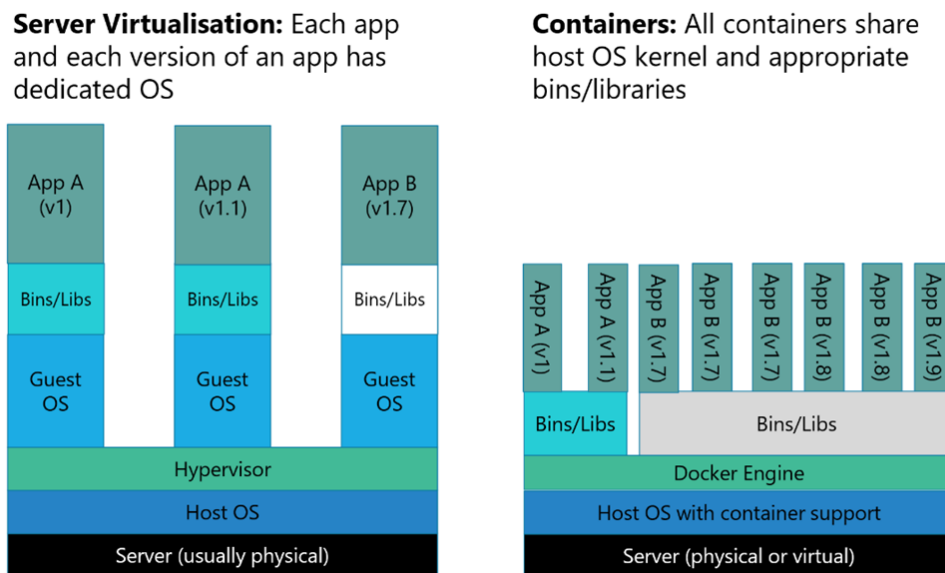 Server Virtualisation: Each app
and each version of an app has
dedicated OS
App A
(v1)
App A
(v1.1)
App B
(v1.7)
Bins/Libs
Bins/Libs
Bins/Libs
Guest
OS
Guest
OS
Guest
OS
Hypervisor
Host OS
Server (usually physical)
Containers: All containers share
host OS kernel and appropriate
bins/libraries
App A (v1)
App A (v1.1)
App B (v1.7)
App B (v1.7)
App B (v1.7)
App B (v1.8)
App B (v1.8)
App B (v1.9)
Bins/Libs
Bins/Libs
Docker Engine
Host OS with container support
Server (physical or virtual)